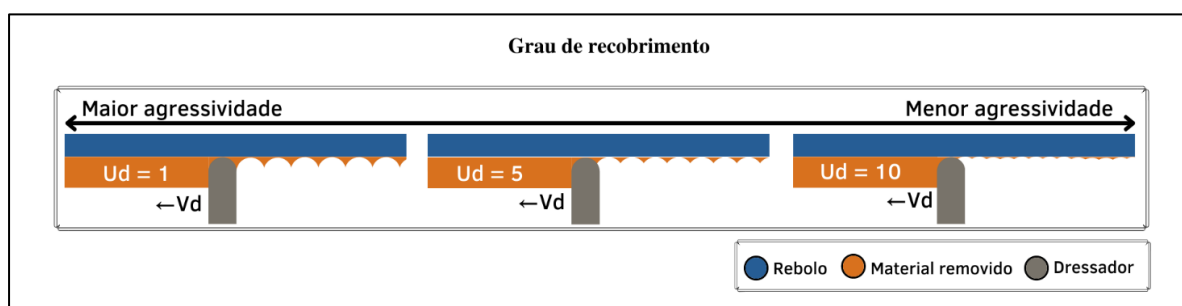 Grau de recobrimento
Maior agressividade
Menor agressividade
Ud = 1
Ud = 5
Ud = 10
←Vd
←Vd
←Vd
Rebolo
Material removido
Dressador